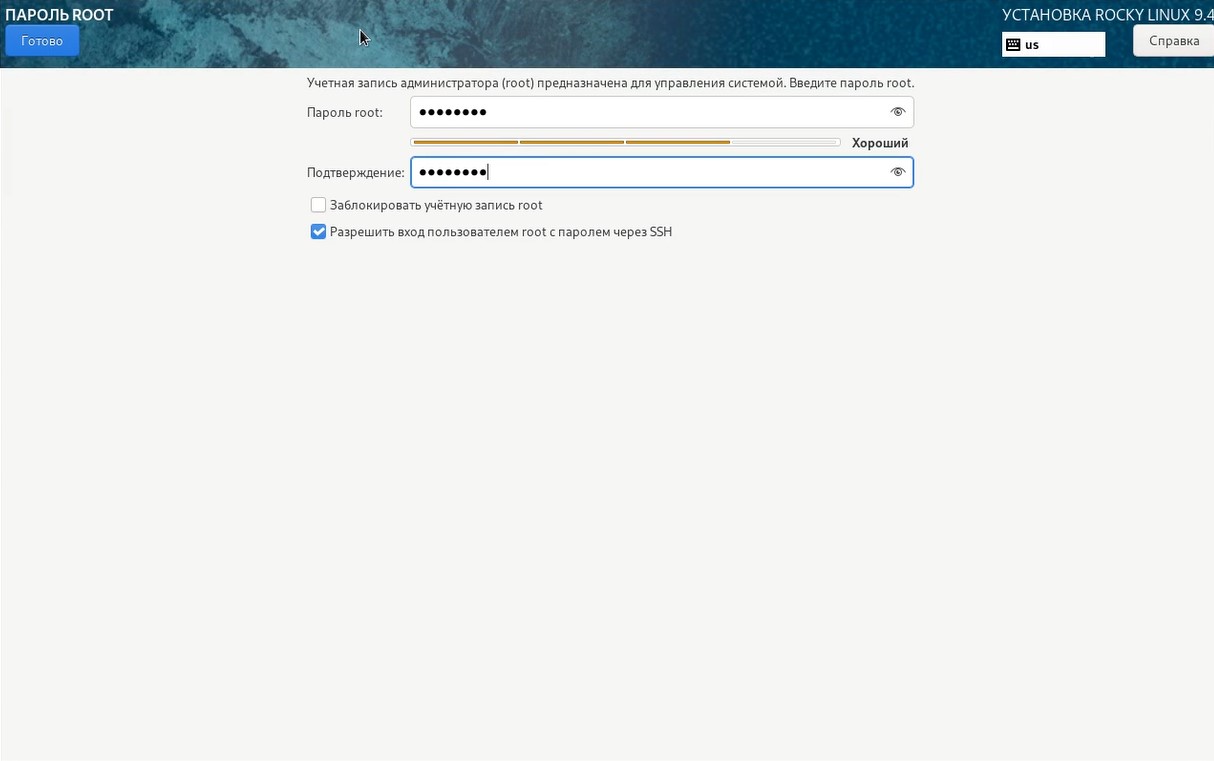 ПАРОЛЬ ROOT
УСТАНОВКА ROCKY LINUX 9.4
Готово
us
Справка
Учетная запись администратора (root) предназначена для управления системой. Введите пароль root.
Пароль root: ●●●●●●●●
Хороший
Подтверждение: ●●●●●●●●
Заблокировать учётную запись root
Разрешить вход пользователем root с паролем через SSH